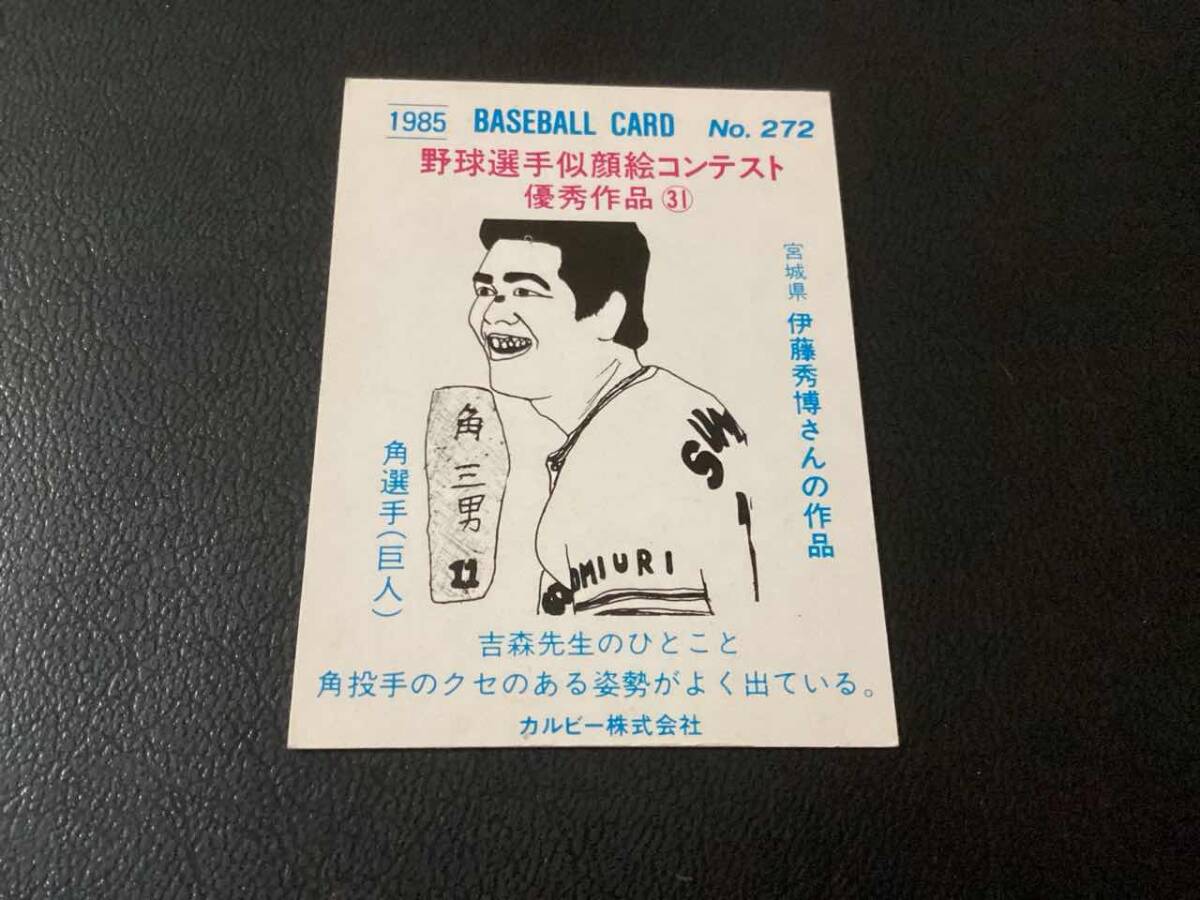 1985 BASEBALL CARD No. 272
野球選手似顔絵コンテスト
優秀作品㉛
宮城県 伊藤秀博さんの作品
角三男 11
角選手(巨人)
OMIURI
吉森先生のひとこと
角投手のクセのある姿勢がよく出ている。
カルビー株式会社